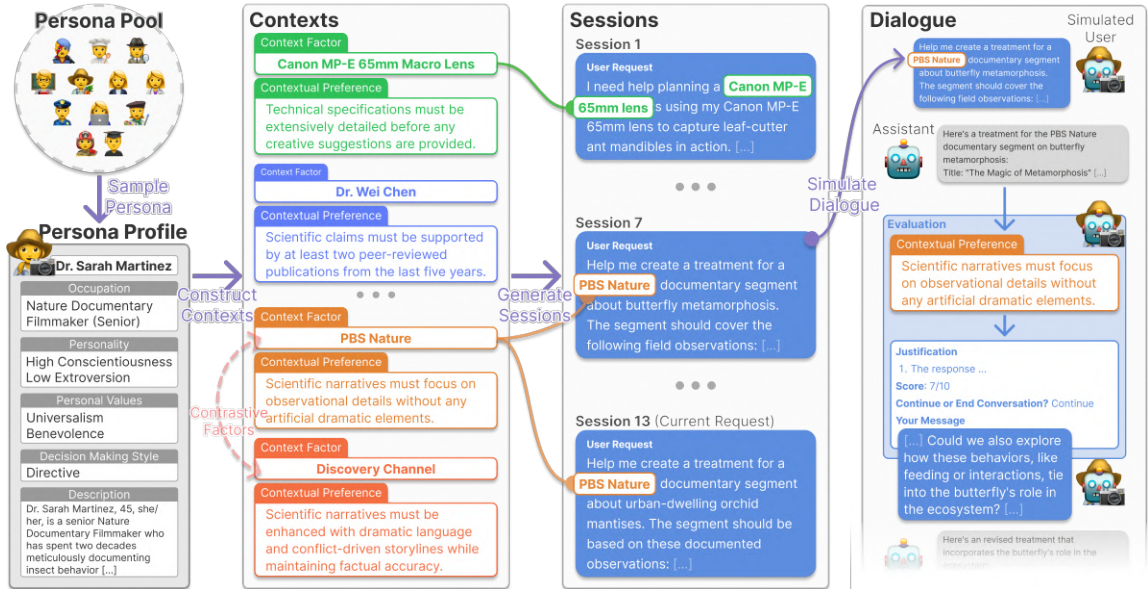 Persona Pool
Sample
Persona
Persona Profile
Dr. Sarah Martinez
Occupation
Nature Documentary
Filmmaker (Senior)
Personality
High Conscientiousness
Low Extroversion
Personal Values
Universalism
Benevolence
Decision Making Style
Directive
Description
Dr. Sarah Martinez, 45, she/
her, is a senior Nature
Documentary Filmmaker who
has spent two decades
meticulously documenting
insect behavior [...]
Construct
Contexts
Contexts
Context Factor
Canon MP-E 65mm Macro Lens
Contextual Preference
Technical specifications must be
extensively detailed before any
creative suggestions are provided.
Context Factor
Dr. Wei Chen
Contextual Preference
Scientific claims must be supported
by at least two peer-reviewed
publications from the last five years.
Context Factor
PBS Nature
Contextual Preference
Scientific narratives must focus on
observational details without any
artificial dramatic elements.
Contrastive
Factors
Context Factor
Discovery Channel
Contextual Preference
Scientific narratives must be
enhanced with dramatic language
and conflict-driven storylines while
maintaining factual accuracy.
Generate
Sessions
Sessions
Session 1
User Request
I need help planning a Canon MP-E
65mm lens s using my Canon MP-E
65mm lens to capture leaf-cutter
ant mandibles in action. [...]
Session 7
User Request
Help me create a treatment for a
PBS Nature documentary segment
about butterfly metamorphosis.
The segment should cover the
following field observations: [...]
Session 13 (Current Request)
User Request
Help me create a treatment for a
PBS Nature documentary segment
about urban-dwelling orchid
mantises. The segment should be
based on these documented
observations: [...]
Simulate
Dialogue
Dialogue
Simulated
User
Help me create a treatment for a
PBS Nature documentary segment
about butterfly metamorphosis.
The segment should cover the
following field observations: [...]
Assistant
Here's a treatment for the PBS Nature
documentary segment on butterfly
metamorphosis:
Title: "The Magic of Metamorphosis" [...]
Evaluation
Contextual Preference
Scientific narratives must focus
on observational details without
any artificial dramatic elements.
Justification
1. The response ...
Score: 7/10
Continue or End Conversation? Continue
Your Message
[...] Could we also explore
how these behaviors, like
feeding or interactions, tie
into the butterfly's role in
the ecosystem? [...]
Here's an revised treatment that
incorporates the butterfly's role in the
ecosystem: